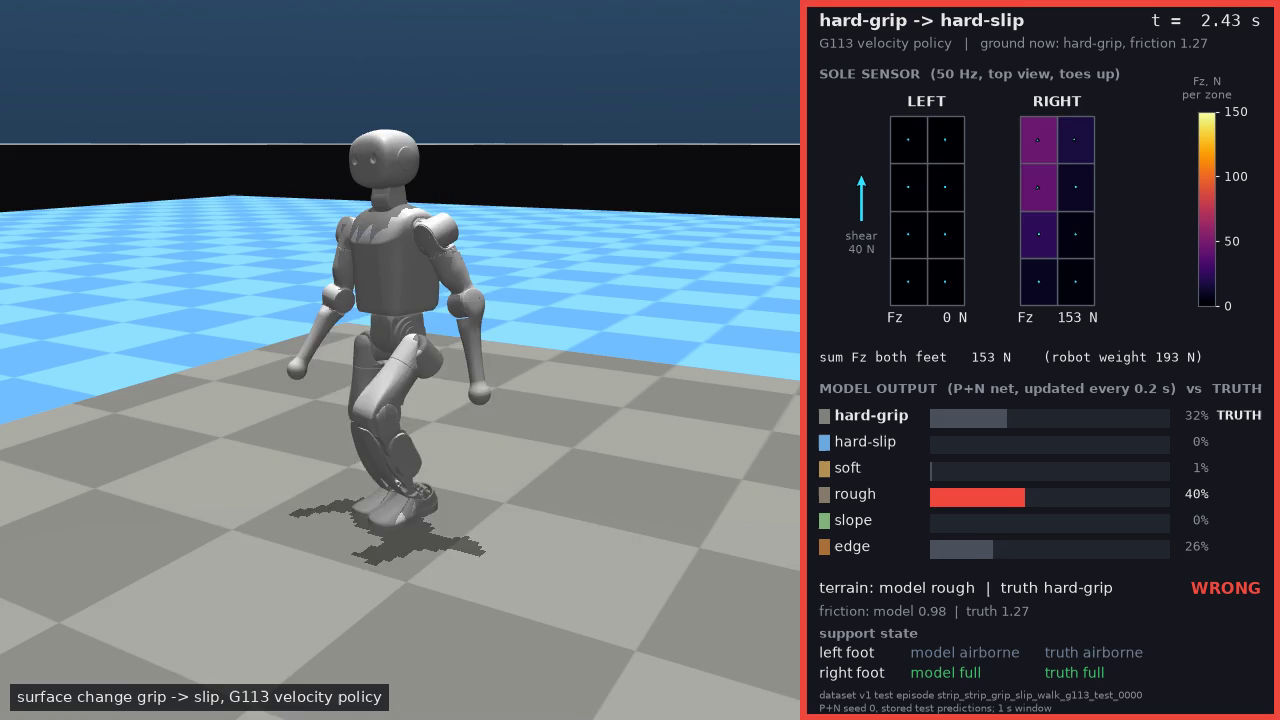 hard-grip -> hard-slip t = 2.43 s
G113 velocity policy | ground now: hard-grip, friction 1.27
SOLE SENSOR (50 Hz, top view, toes up)
Fz, N
per zone
LEFT RIGHT
150
100
50
0
shear
40 N
Fz 0 N Fz 153 N
sum Fz both feet 153 N (robot weight 193 N)
MODEL OUTPUT (P+N net, updated every 0.2 s) vs TRUTH
hard-grip 32% TRUTH
hard-slip 0%
soft 1%
rough 40%
slope 0%
edge 26%
terrain: model rough | truth hard-grip WRONG
friction: model 0.98 | truth 1.27
support state
left foot model airborne truth airborne
right foot model full truth full
dataset v1 test episode strip_strip_grip_slip_walk_g113_test_0000
P+N seed 0, stored test predictions; 1 s window
surface change grip -> slip, G113 velocity policy